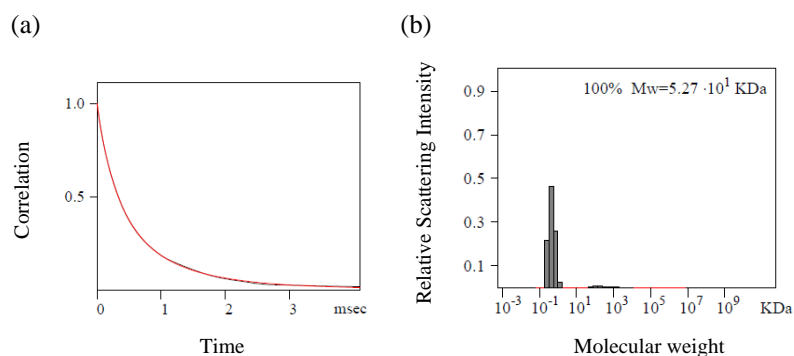 (a)
Correlation
1.0
0.5
0 1 2 3 msec
Time
(b)
Relative Scattering Intensity
100% Mw=5.27 ·10¹ KDa
0.9
0.7
0.5
0.3
0.1
10⁻³ 10⁻¹ 10¹ 10³ 10⁵ 10⁷ 10⁹ KDa
Molecular weight